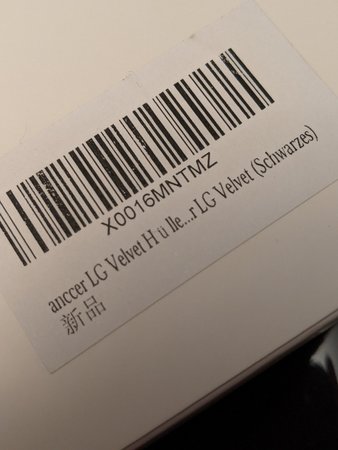 X0016MNTMZ
anccer LG Velvet H ü lle...r LG Velvet (Schwarzes)
新品